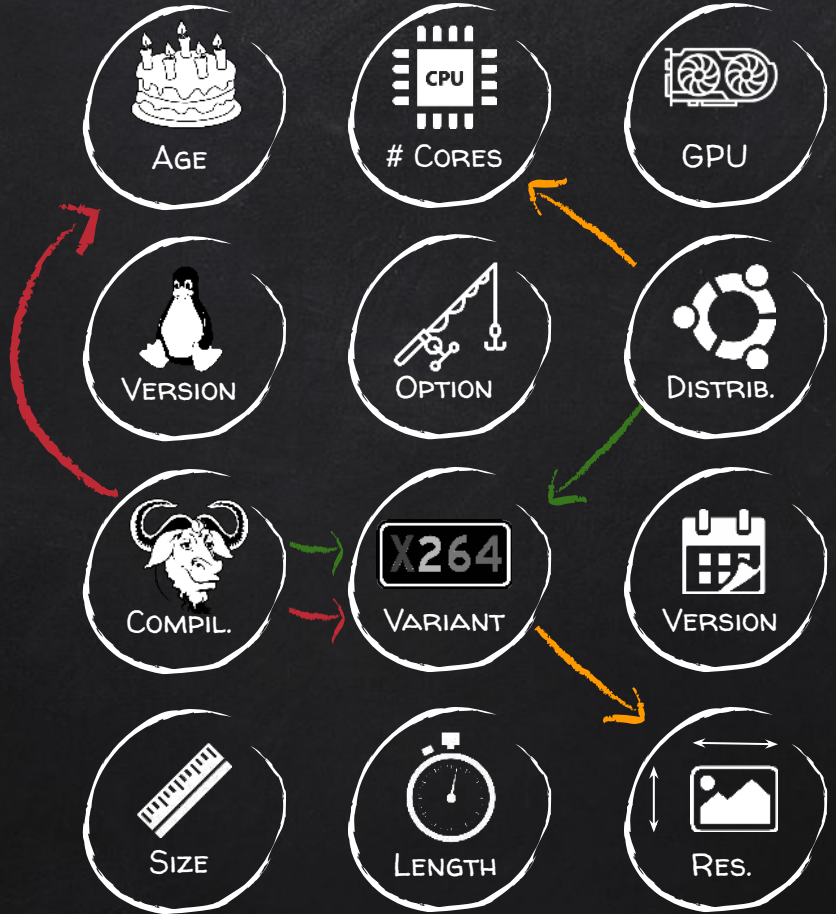 CPU
AGE
# CORES
GPU
VERSION
OPTION
DISTRIB.
X264
COMPIL.
VARIANT
VERSION
SIZE
LENGTH
RES.